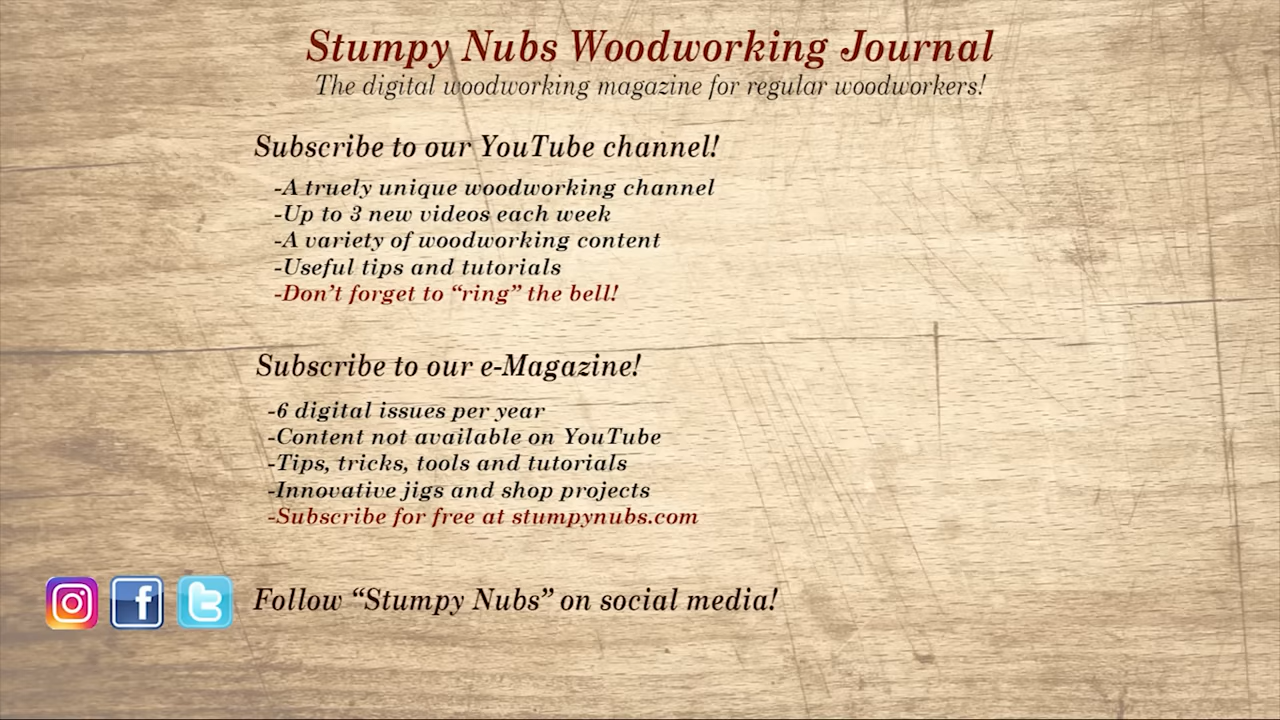 Stumpy Nubs Woodworking Journal
The digital woodworking magazine for regular woodworkers!
Subscribe to our YouTube channel!
-A truely unique woodworking channel
-Up to 3 new videos each week
-A variety of woodworking content
-Useful tips and tutorials
-Don’t forget to “ring” the bell!
Subscribe to our e-Magazine!
-6 digital issues per year
-Content not available on YouTube
-Tips, tricks, tools and tutorials
-Innovative jigs and shop projects
-Subscribe for free at stumpynubs.com
Follow “Stumpy Nubs” on social media!